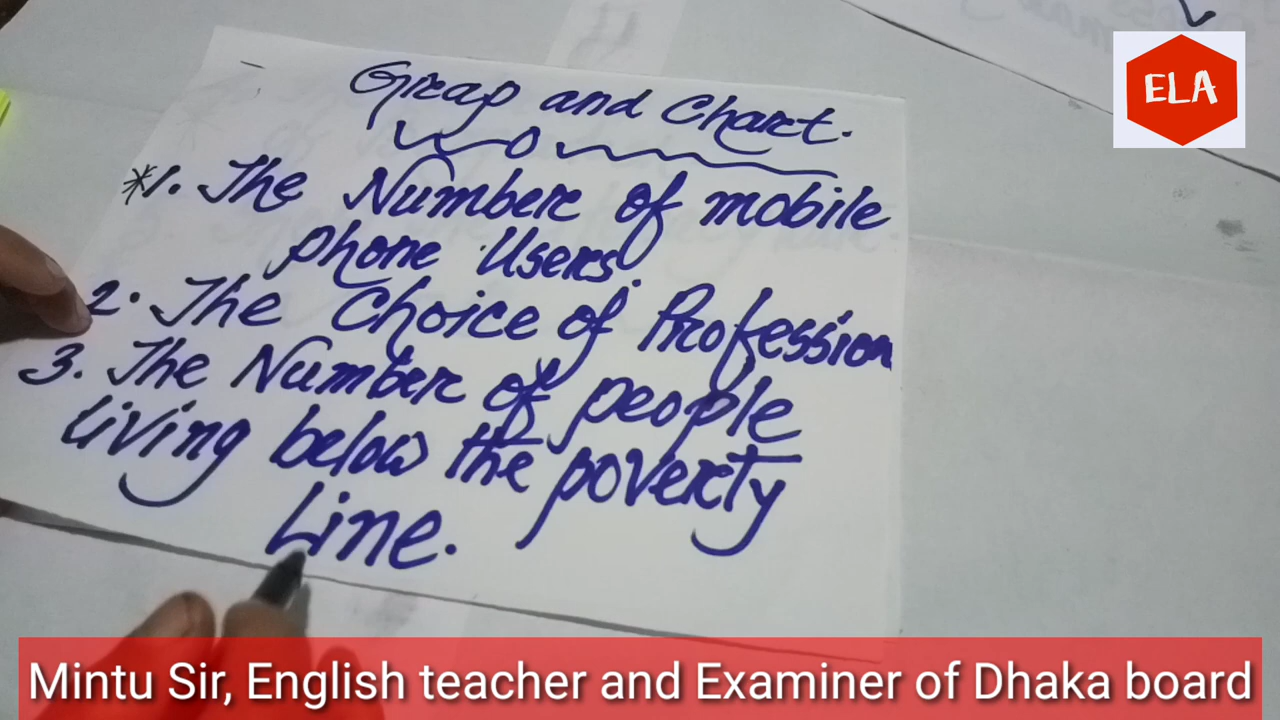 Grap and Chart.
*1. The Number of mobile
phone Users.
2. The Choice of Profession
3. The Number of people
living below the poverty
Line.
ELA
Mintu Sir, English teacher and Examiner of Dhaka board